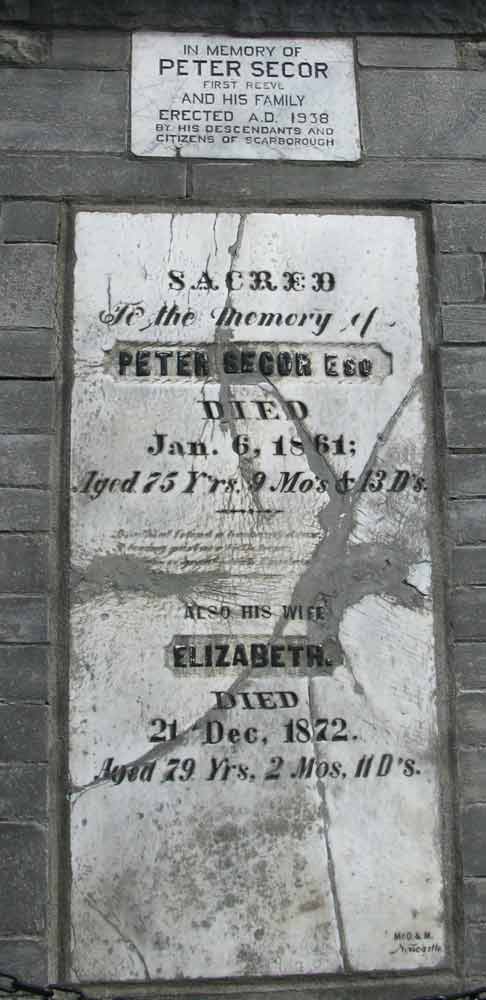 IN MEMORY OF
PETER SECOR
FIRST REEVE
AND HIS FAMILY
ERECTED A.D. 1938
BY HIS DESCENDANTS AND
CITIZENS OF SCARBOROUGH
SACRED
To the memory of
PETER SECOR Esq
DIED
Jan. 6, 1861;
Aged 75 Yrs. 9 Mo's & 13 D's.
ALSO HIS WIFE
ELIZABETH.
DIED
21 Dec, 1872.
Aged 79 Yrs, 2 Mos, 11 D's.
McD & M.
Newcastle